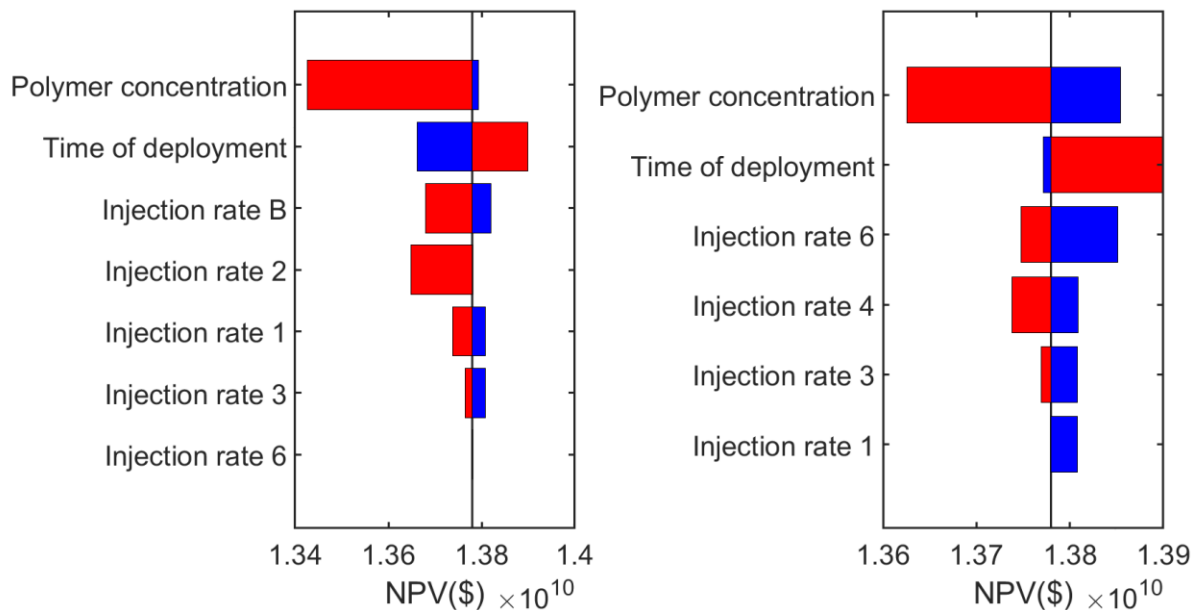 Polymer concentration
Time of deployment
Injection rate B
Injection rate 2
Injection rate 1
Injection rate 3
Injection rate 6
1.34 1.36 1.38 1.4
NPV($) ×10^10
Polymer concentration
Time of deployment
Injection rate 6
Injection rate 4
Injection rate 3
Injection rate 1
1.36 1.37 1.38 1.39
NPV($) ×10^10